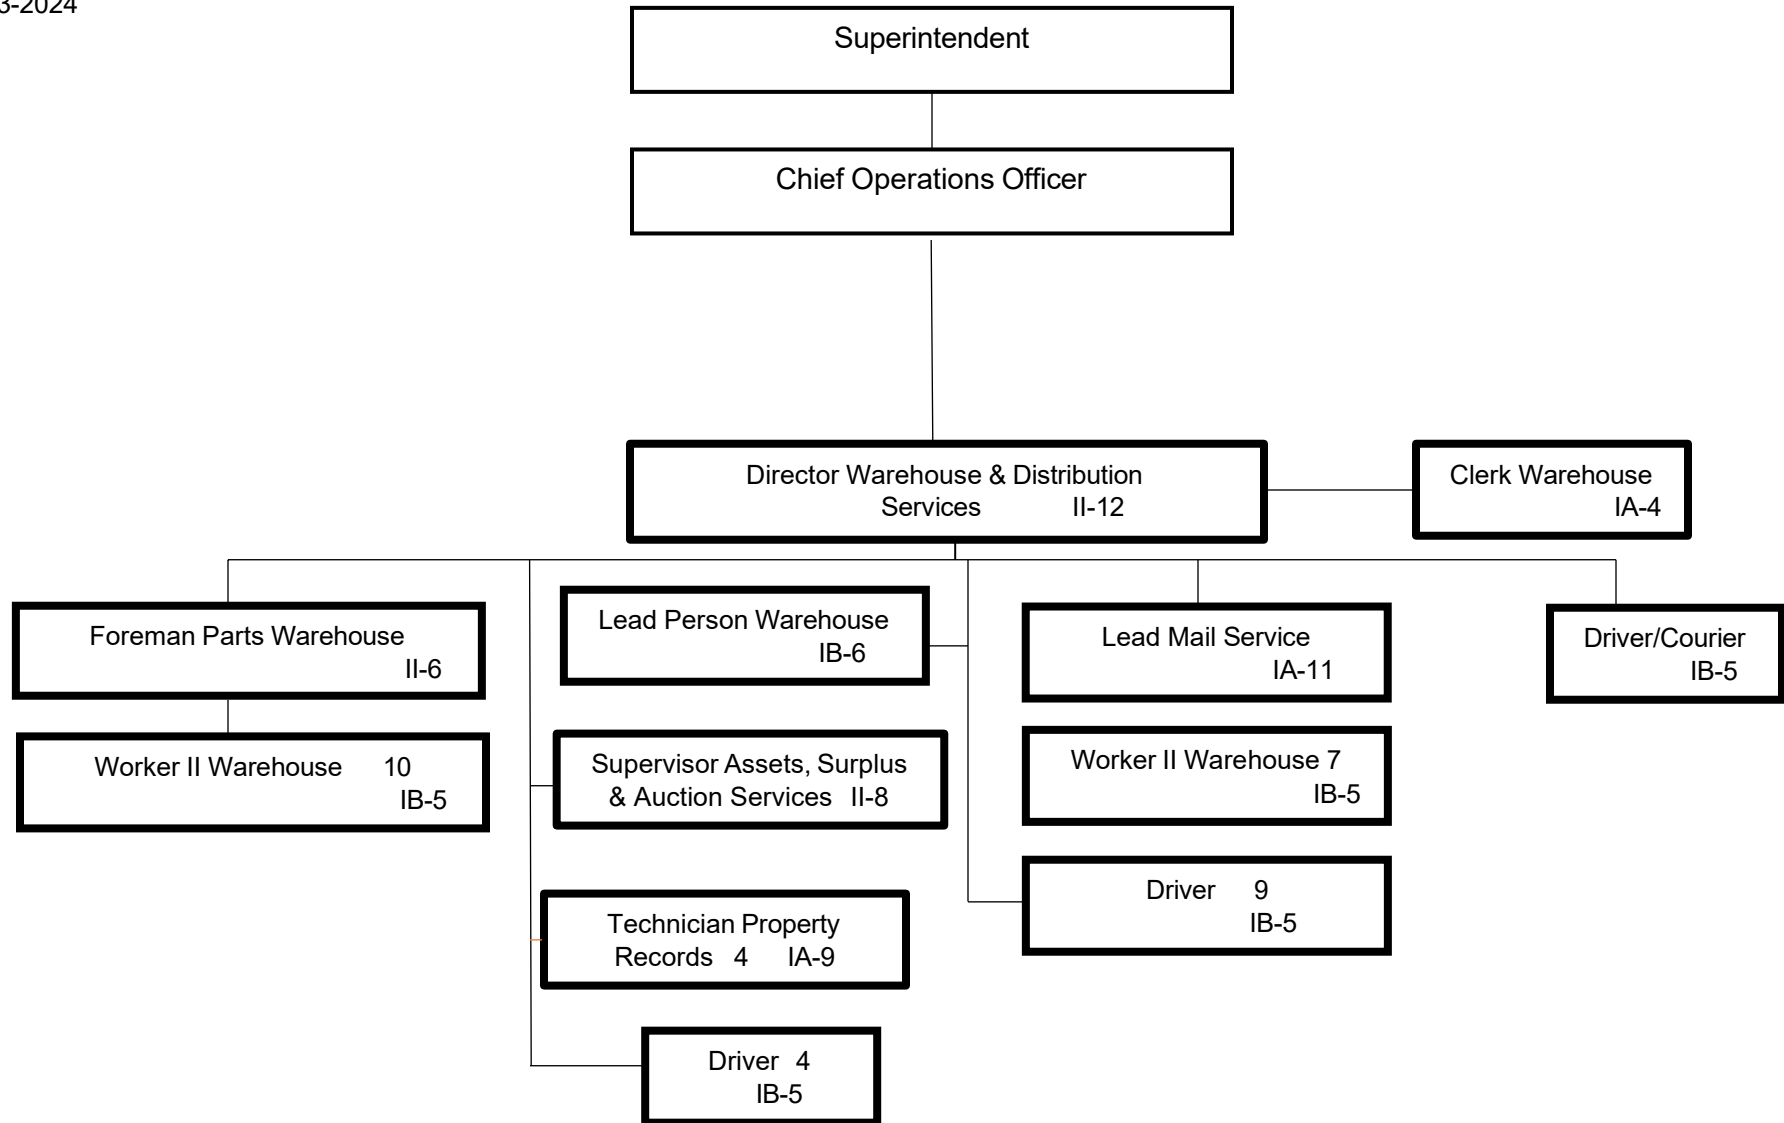 3-2024
Superintendent
Chief Operations Officer
Director Warehouse & Distribution
Services II-12
Clerk Warehouse
IA-4
Foreman Parts Warehouse
II-6
Lead Person Warehouse
IB-6
Lead Mail Service
IA-11
Driver/Courier
IB-5
Worker II Warehouse 10
IB-5
Supervisor Assets, Surplus
& Auction Services II-8
Worker II Warehouse 7
IB-5
Technician Property
Records 4 IA-9
Driver 9
IB-5
Driver 4
IB-5